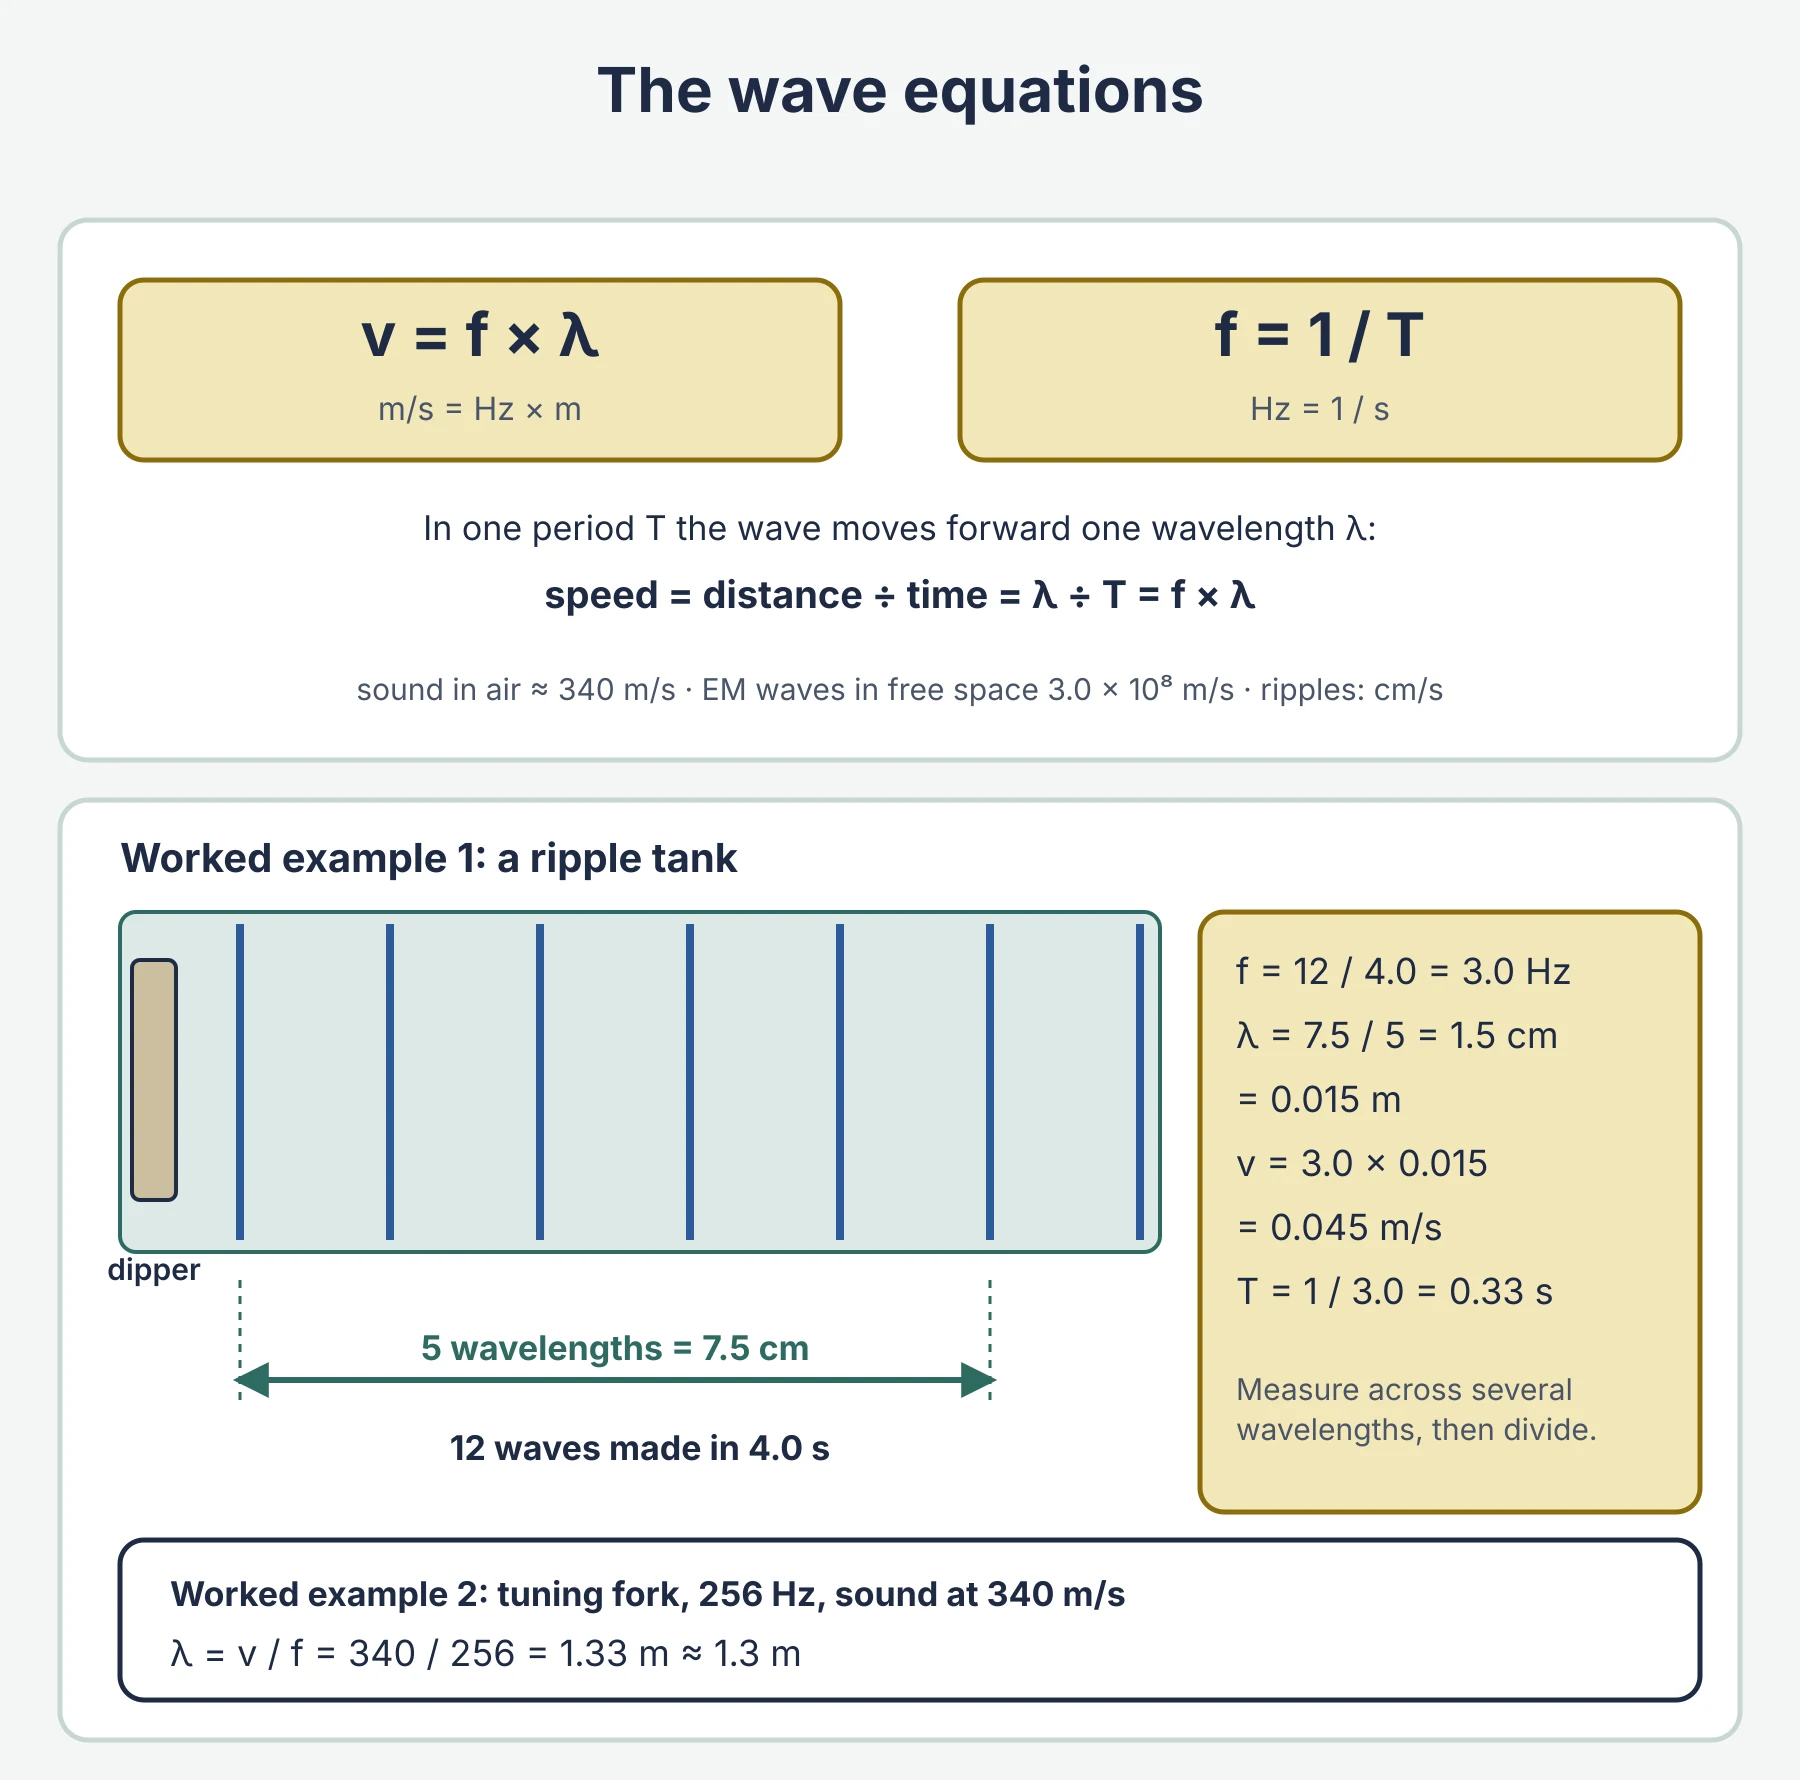 The wave equations
v = f × λ
m/s = Hz × m
f = 1 / T
Hz = 1 / s
In one period T the wave moves forward one wavelength λ:
speed = distance ÷ time = λ ÷ T = f × λ
sound in air ≈ 340 m/s · EM waves in free space 3.0 × 10⁸ m/s · ripples: cm/s
Worked example 1: a ripple tank
dipper
5 wavelengths = 7.5 cm
12 waves made in 4.0 s
f = 12 / 4.0 = 3.0 Hz
λ = 7.5 / 5 = 1.5 cm
= 0.015 m
v = 3.0 × 0.015
= 0.045 m/s
T = 1 / 3.0 = 0.33 s
Measure across several
wavelengths, then divide.
Worked example 2: tuning fork, 256 Hz, sound at 340 m/s
λ = v / f = 340 / 256 = 1.33 m ≈ 1.3 m